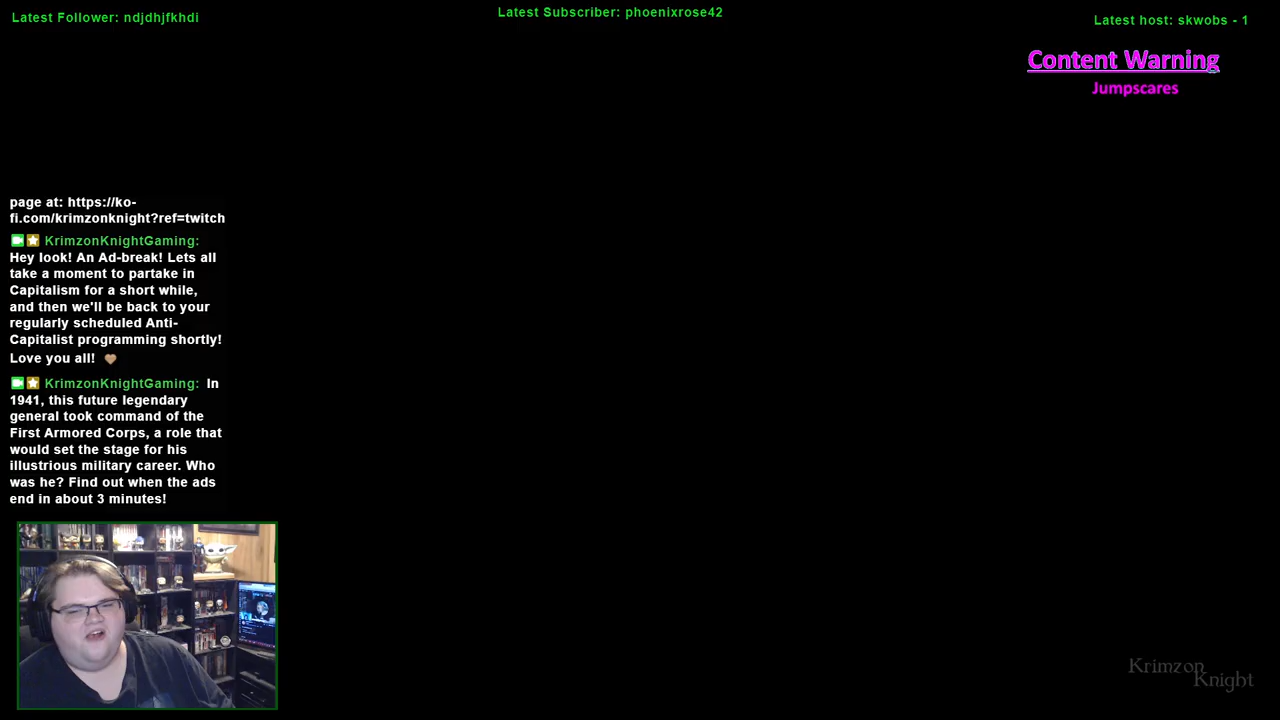 Latest Follower: ndjdhjfkhdi
Latest Subscriber: phoenixrose42
Latest host: skwobs - 1
Content Warning
Jumpscares
page at: https://ko-
fi.com/krimzonknight?ref=twitch
KrimzonKnightGaming:
Hey look! An Ad-break! Lets all
take a moment to partake in
Capitalism for a short while,
and then we'll be back to your
regularly scheduled Anti-
Capitalist programming shortly!
Love you all!
KrimzonKnightGaming: In
1941, this future legendary
general took command of the
First Armored Corps, a role that
would set the stage for his
illustrious military career. Who
was he? Find out when the ads
end in about 3 minutes!
Krimzon
Knight